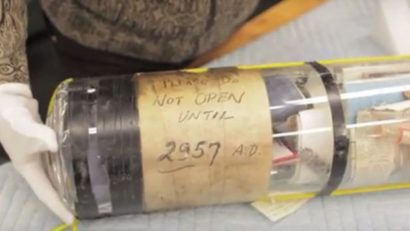 Please Do
NOT OPEN
UNTIL
2957 A.D.